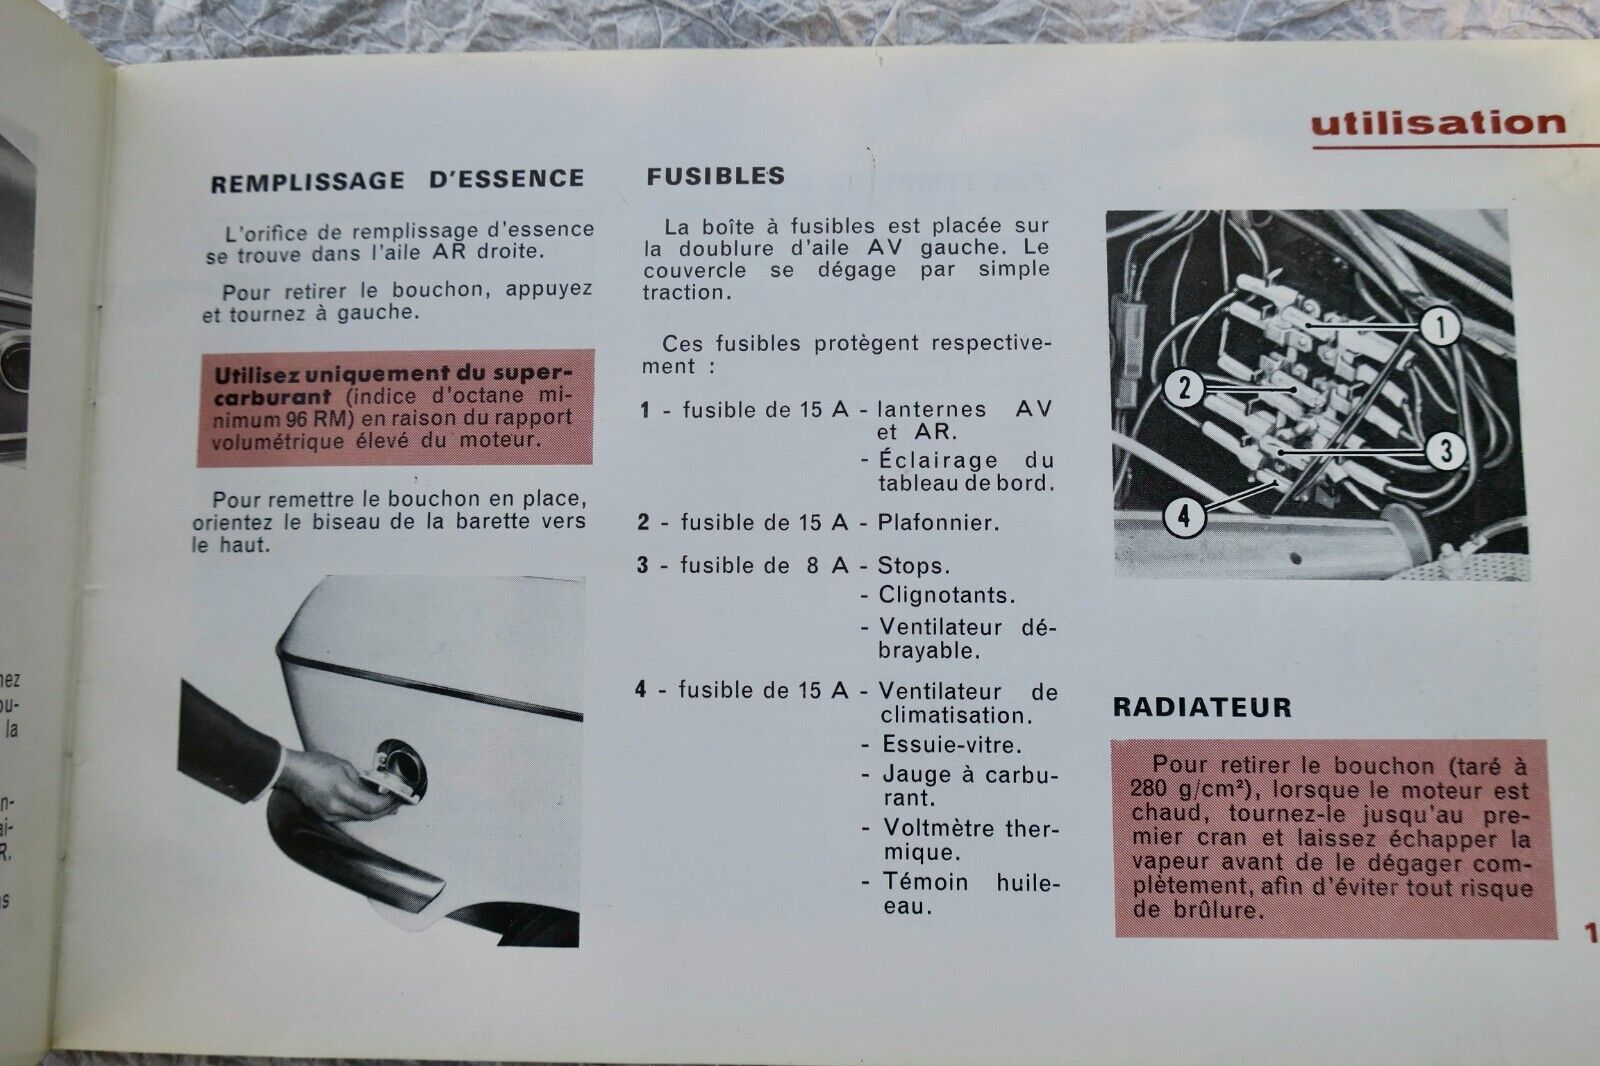 utilisation
REMPLISSAGE D'ESSENCE
L'orifice de remplissage d'essence
se trouve dans l'aile AR droite.
Pour retirer le bouchon, appuyez
et tournez à gauche.
Utilisez uniquement du super-
carburant (indice d'octane mi-
nimum 96 RM) en raison du rapport
volumétrique élevé du moteur.
Pour remettre le bouchon en place,
orientez le biseau de la barette vers
le haut.
FUSIBLES
La boîte à fusibles est placée sur
la doublure d'aile AV gauche. Le
couvercle se dégage par simple
traction.
Ces fusibles protègent respective-
ment :
1 - fusible de 15 A - lanternes AV
et AR.
- Éclairage du
tableau de bord.
2 - fusible de 15 A - Plafonnier.
3 - fusible de 8 A - Stops.
- Clignotants.
- Ventilateur dé-
brayable.
4 - fusible de 15 A - Ventilateur de
climatisation.
- Essuie-vitre.
- Jauge à carbu-
rant.
- Voltmètre ther-
mique.
- Témoin huile-
eau.
1
2
3
4
RADIATEUR
Pour retirer le bouchon (taré à
280 g/cm²), lorsque le moteur est
chaud, tournez-le jusqu'au pre-
mier cran et laissez échapper la
vapeur avant de le dégager com-
plètement, afin d'éviter tout risque
de brûlure.